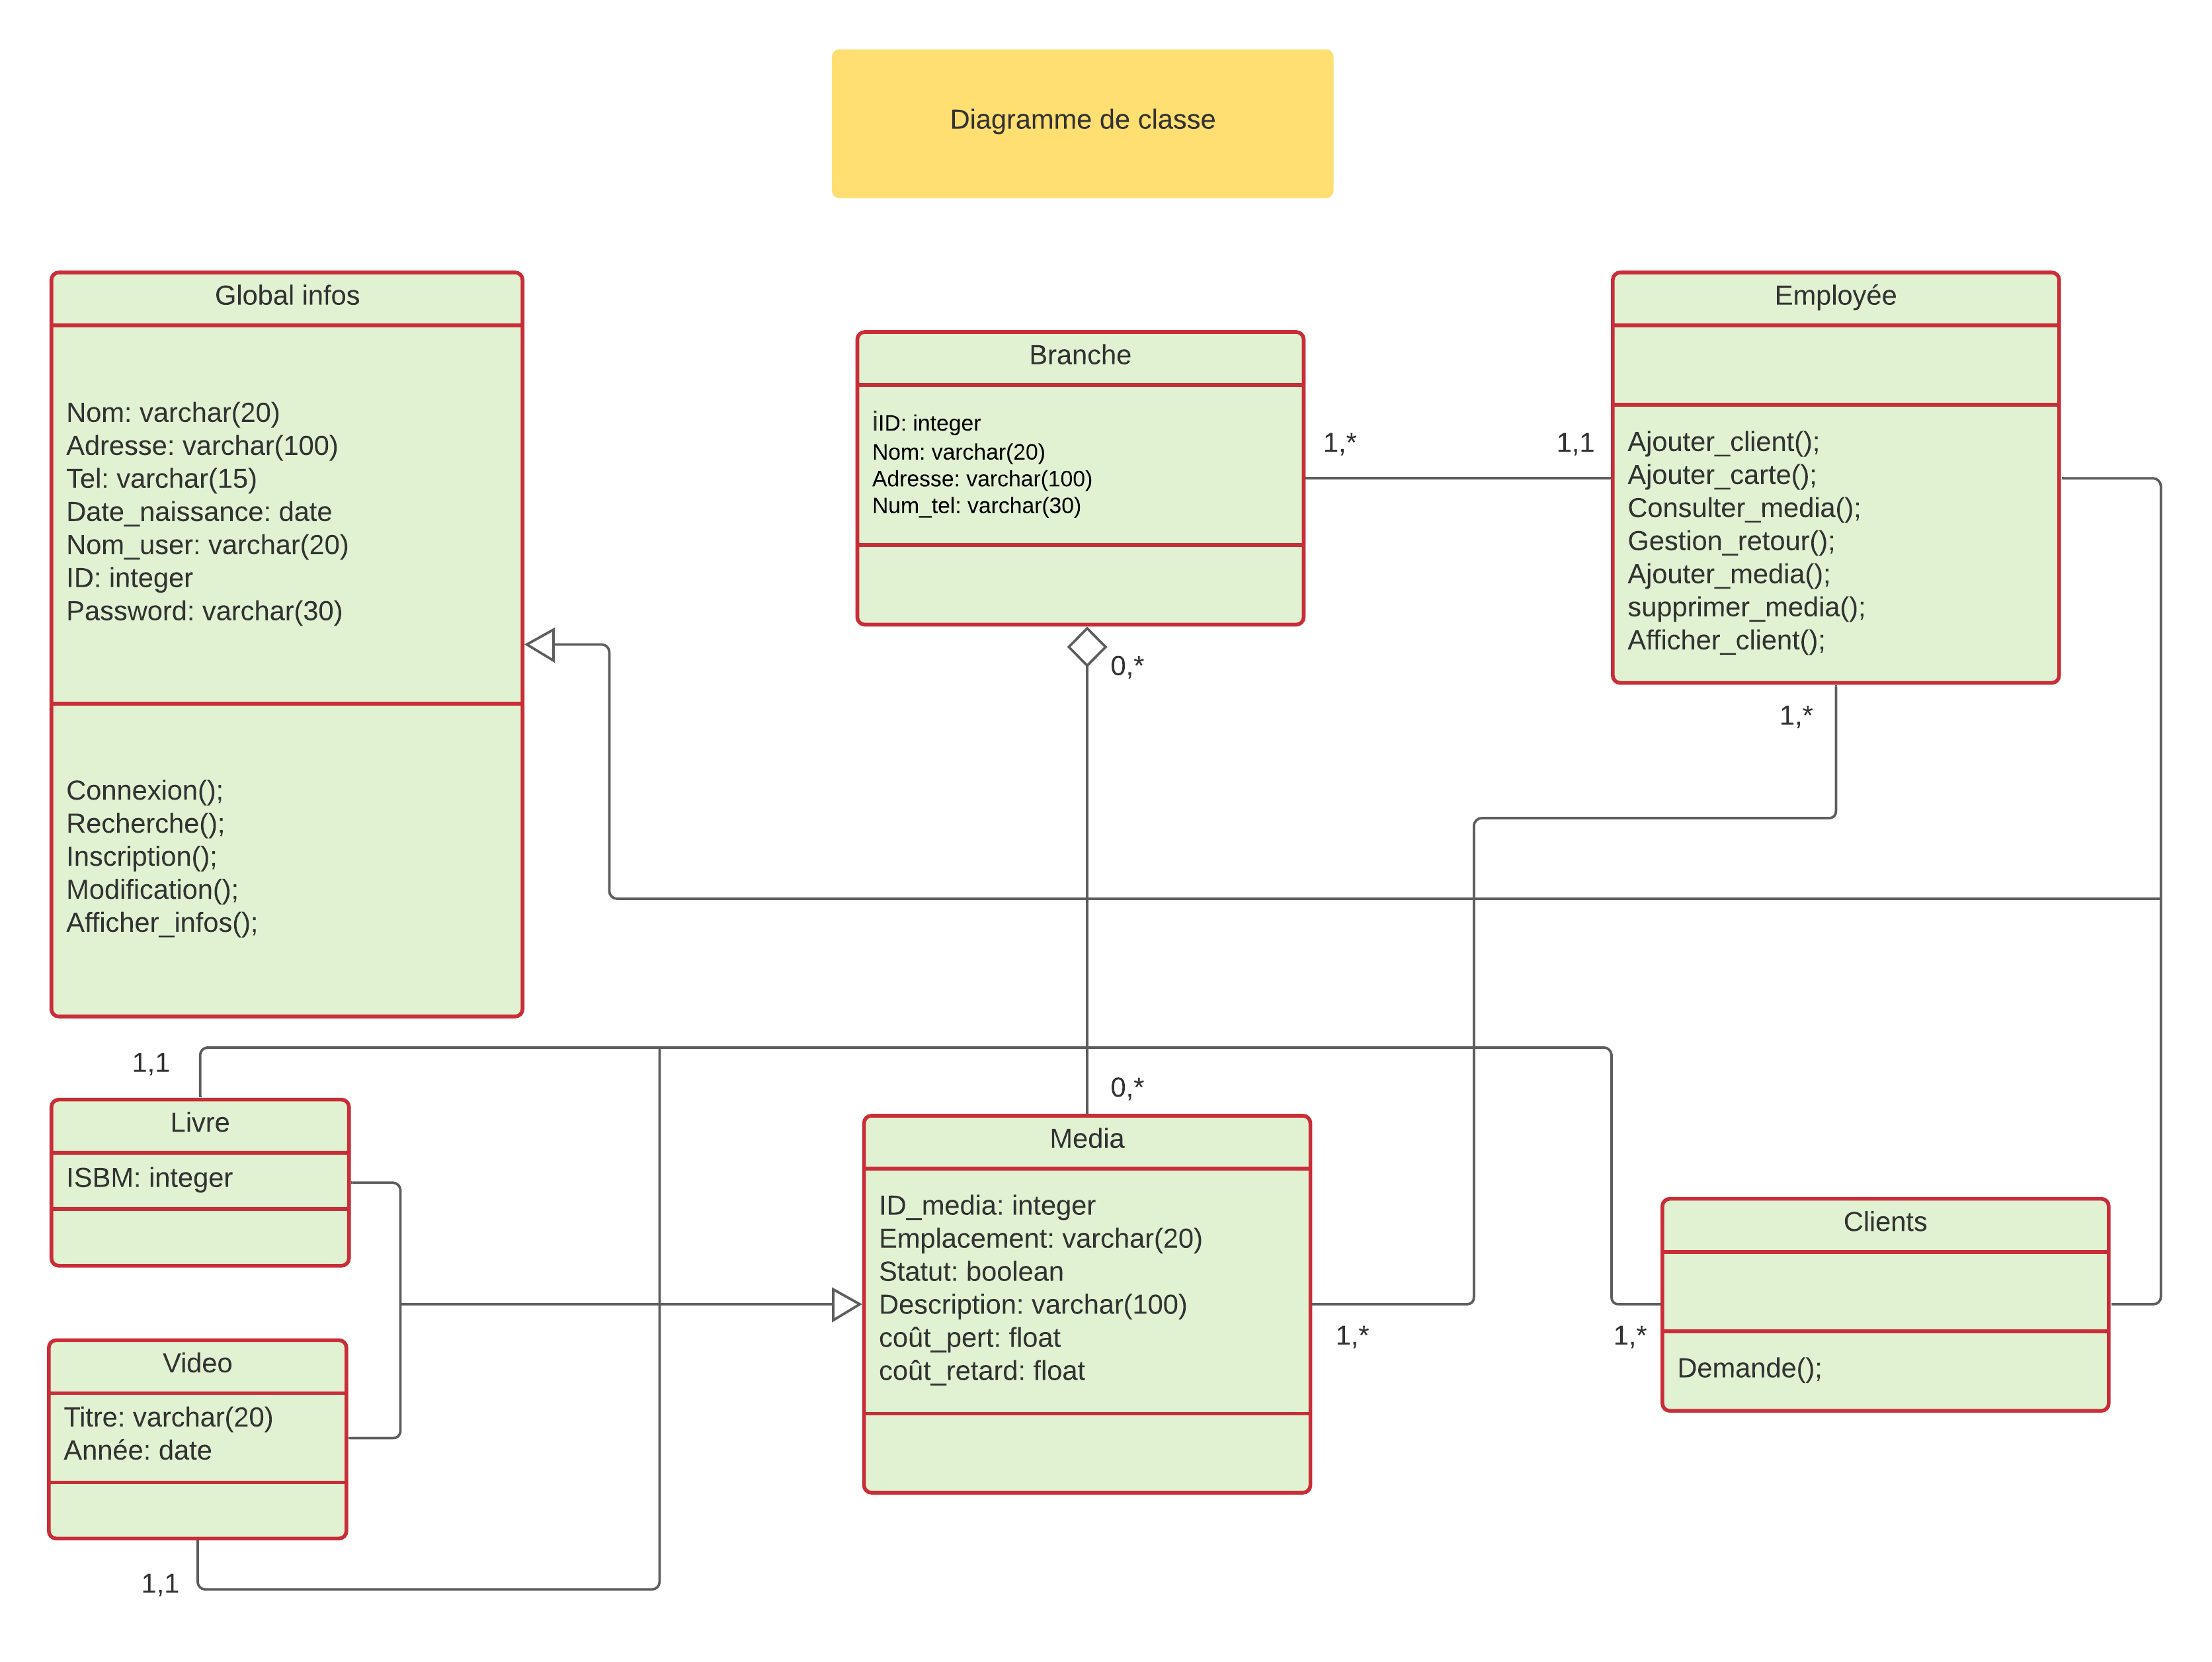 Diagramme de classe
Global infos
Nom: varchar(20)
Adresse: varchar(100)
Tel: varchar(15)
Date_naissance: date
Nom_user: varchar(20)
ID: integer
Password: varchar(30)
Connexion();
Recherche();
Inscription();
Modification();
Afficher_infos();
Branche
iID: integer
Nom: varchar(20)
Adresse: varchar(100)
Num_tel: varchar(30)
1,*
1,1
0,*
Employée
Ajouter_client();
Ajouter_carte();
Consulter_media();
Gestion_retour();
Ajouter_media();
supprimer_media();
Afficher_client();
1,*
1,1
Livre
ISBM: integer
Video
Titre: varchar(20)
Année: date
1,1
0,*
Media
ID_media: integer
Emplacement: varchar(20)
Statut: boolean
Description: varchar(100)
coût_pert: float
coût_retard: float
1,*
1,*
Clients
Demande();